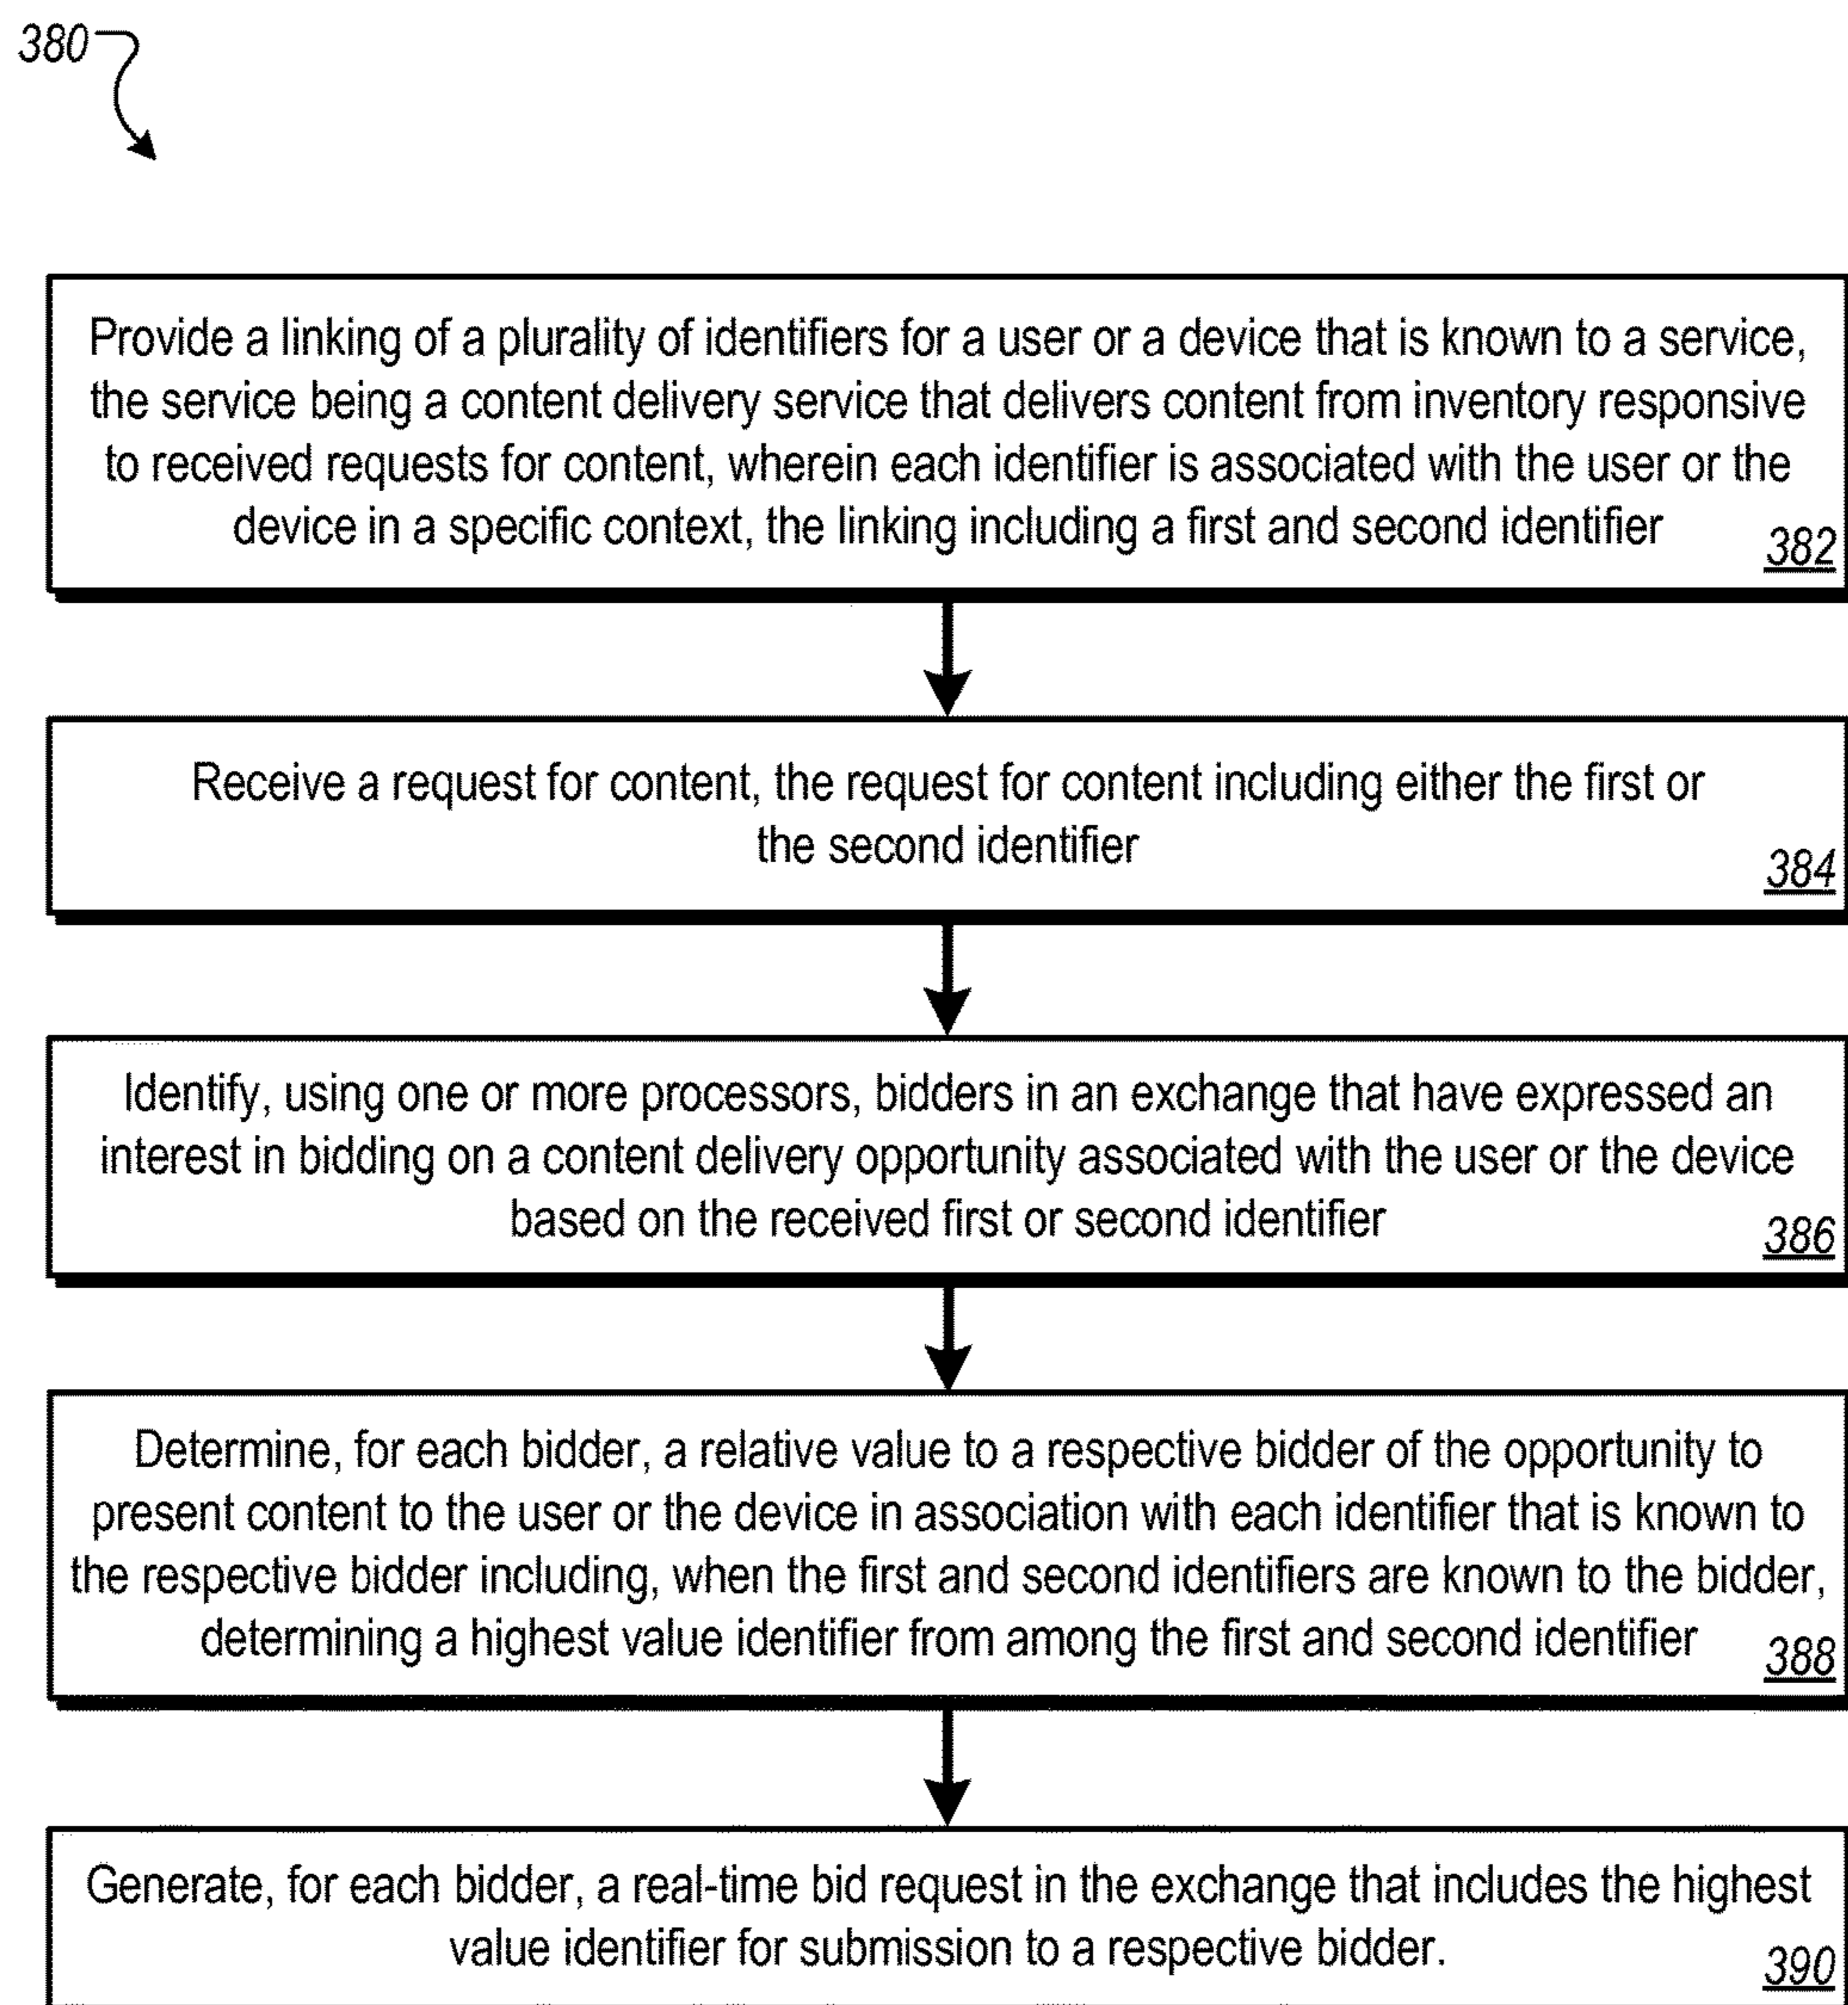 380
Provide a linking of a plurality of identifiers for a user or a device that is known to a service,
the service being a content delivery service that delivers content from inventory responsive
to received requests for content, wherein each identifier is associated with the user or the
device in a specific context, the linking including a first and second identifier
382
Receive a request for content, the request for content including either the first or
the second identifier
384
Identify, using one or more processors, bidders in an exchange that have expressed an
interest in bidding on a content delivery opportunity associated with the user or the device
based on the received first or second identifier
386
Determine, for each bidder, a relative value to a respective bidder of the opportunity to
present content to the user or the device in association with each identifier that is known to
the respective bidder including, when the first and second identifiers are known to the bidder,
determining a highest value identifier from among the first and second identifier
388
Generate, for each bidder, a real-time bid request in the exchange that includes the highest
value identifier for submission to a respective bidder.
390